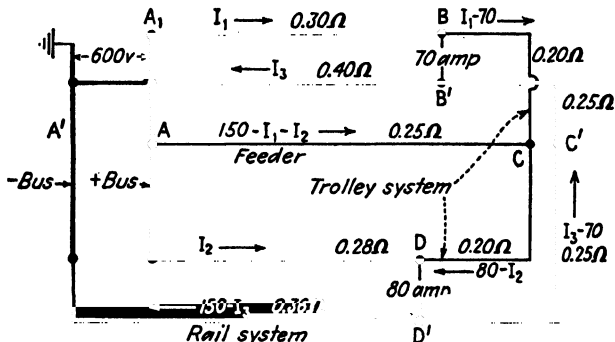 A₁ I₁ 0.30Ω B I₁-70
600v 0.20Ω
I₃ 0.40Ω 70 amp
B' 0.25Ω
A' A 150-I₁-I₂ 0.25Ω
Feeder C C'
-Bus +Bus Trolley system
I₂ 0.28Ω D 0.20Ω I₃-70
80-I₂ 0.25Ω
80 amp
150-I₃
Rail system D'